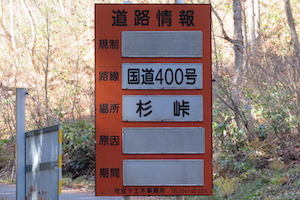 道路情報
規制
路線 国道400号
場所 杉峠
原因
期間